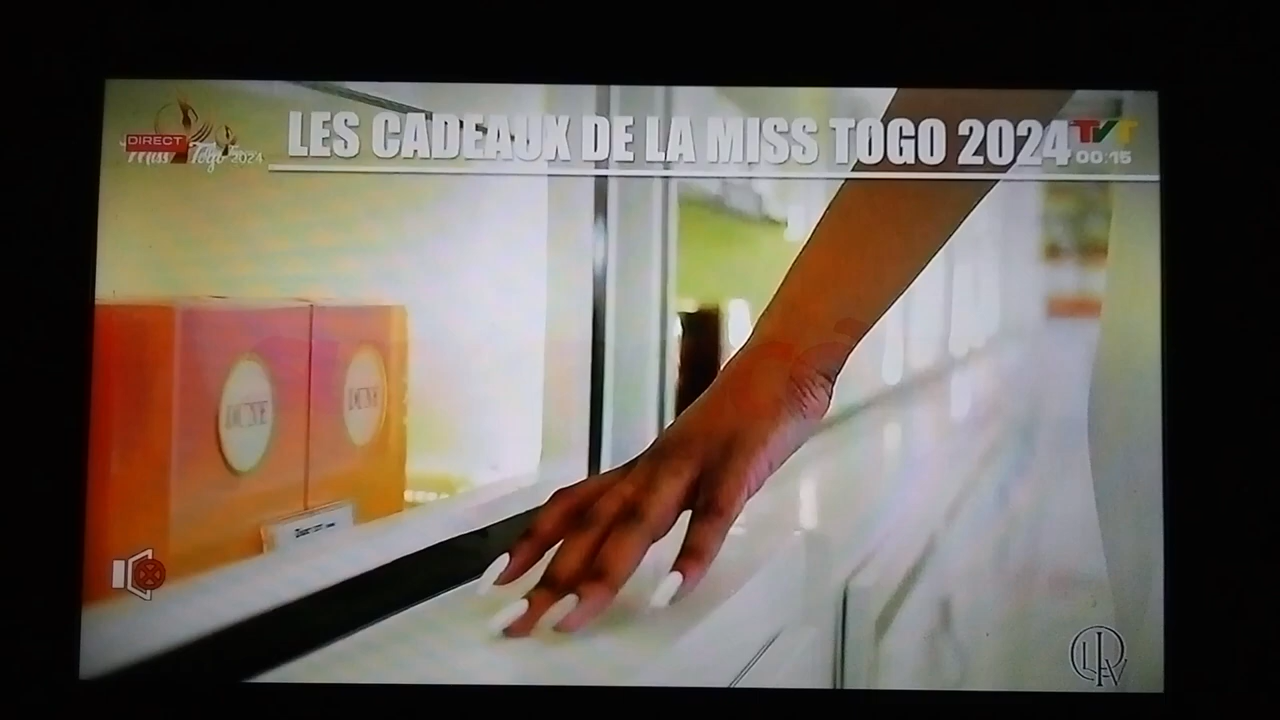 LES CADEAUX DE LA MISS TOGO 2024
DIRECT
Miss Togo 2024
TVT
00:15
DUNE
DUNE